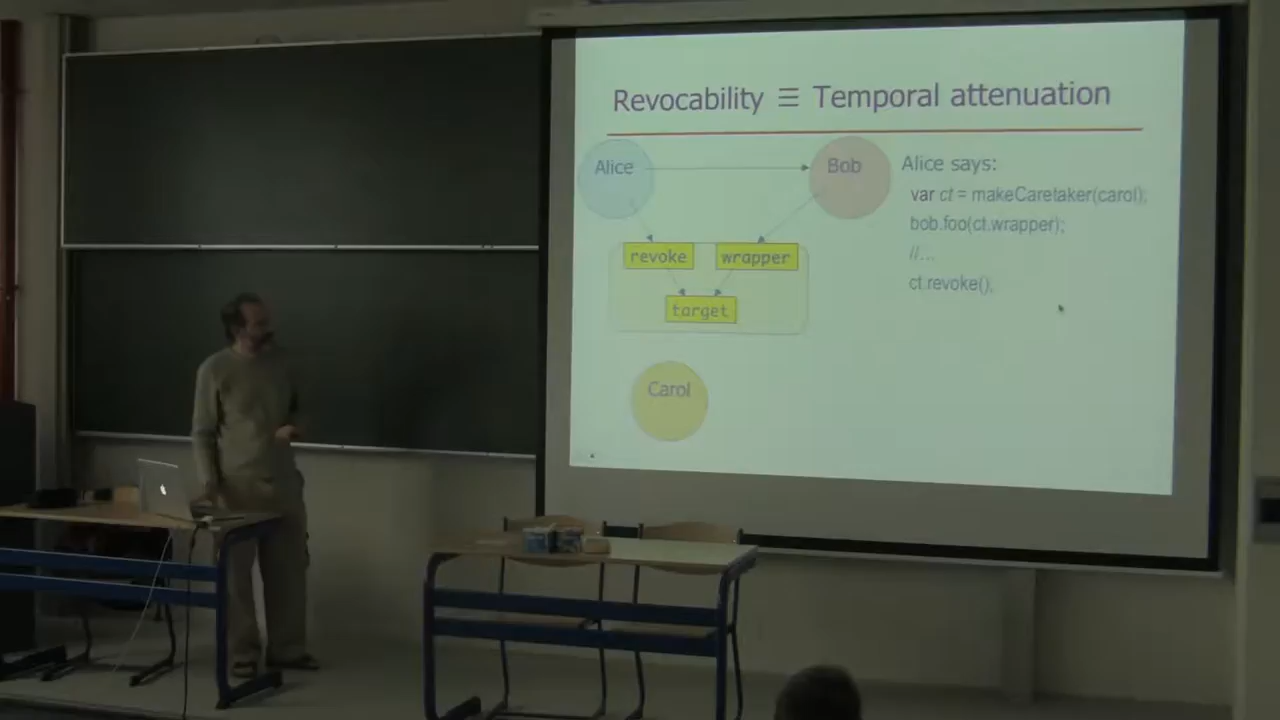 Revocability ≡ Temporal attenuation
Alice
Bob
Alice says:
var ct = makeCaretaker(carol);
bob.foo(ct.wrapper);
//...
ct.revoke();
revoke
wrapper
target
Carol